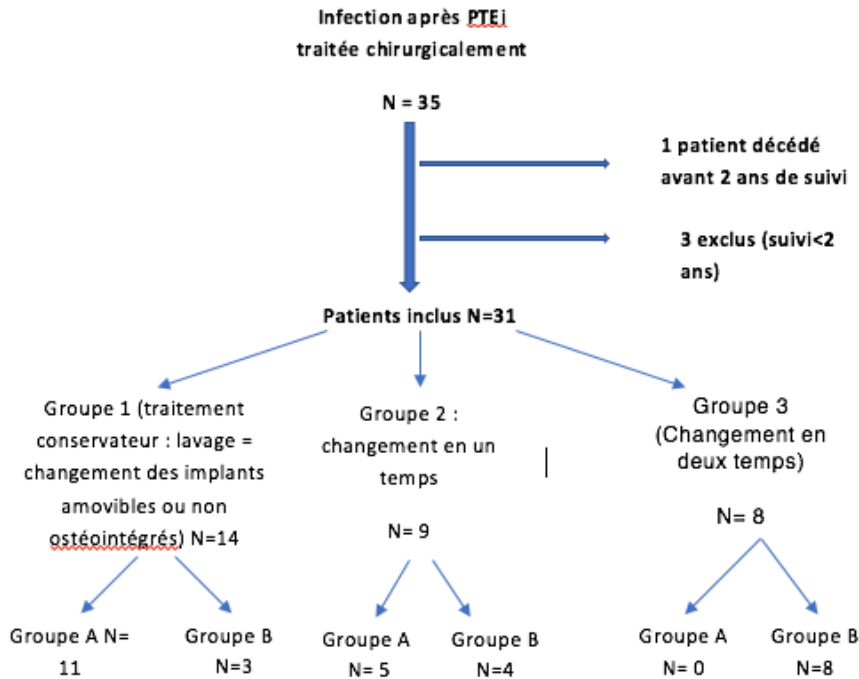 Infection après PTEi
traitée chirurgicalement
N = 35
1 patient décédé
avant 2 ans de suivi
3 exclus (suivi<2
ans)
Patients inclus N=31
Groupe 1 (traitement
conservateur : lavage =
changement des implants
amovibles ou non
ostéointégrés) N=14
Groupe 2 :
changement en un
temps
N= 9
Groupe 3
(Changement en
deux temps)
N= 8
Groupe A N=
11
Groupe B
N=3
Groupe A
N= 5
Groupe B
N=4
Groupe A
N= 0
Groupe B
N=8